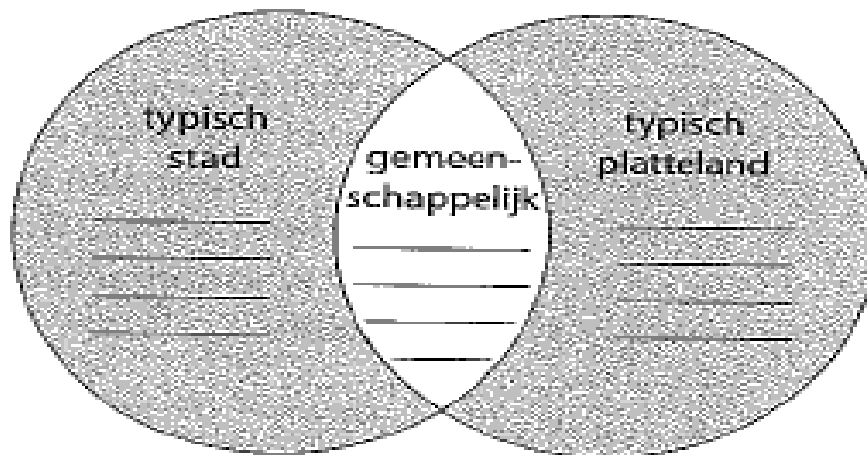 typisch
stad
gemeen-
schappelijk
typisch
platteland